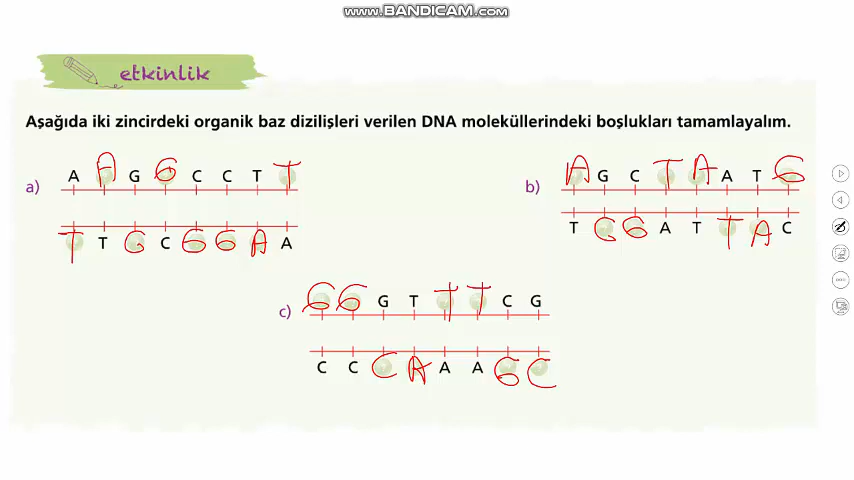 www.BANDICAM.com
etkinlik
Aşağıda iki zincirdeki organik baz dizilişleri verilen DNA moleküllerindeki boşlukları tamamlayalım.
a) A A G G C C T T
T T G C G G A A
b) A G C T A A T G
T G G A T T A C
c) G G G T T T C G
C C C A A A G C